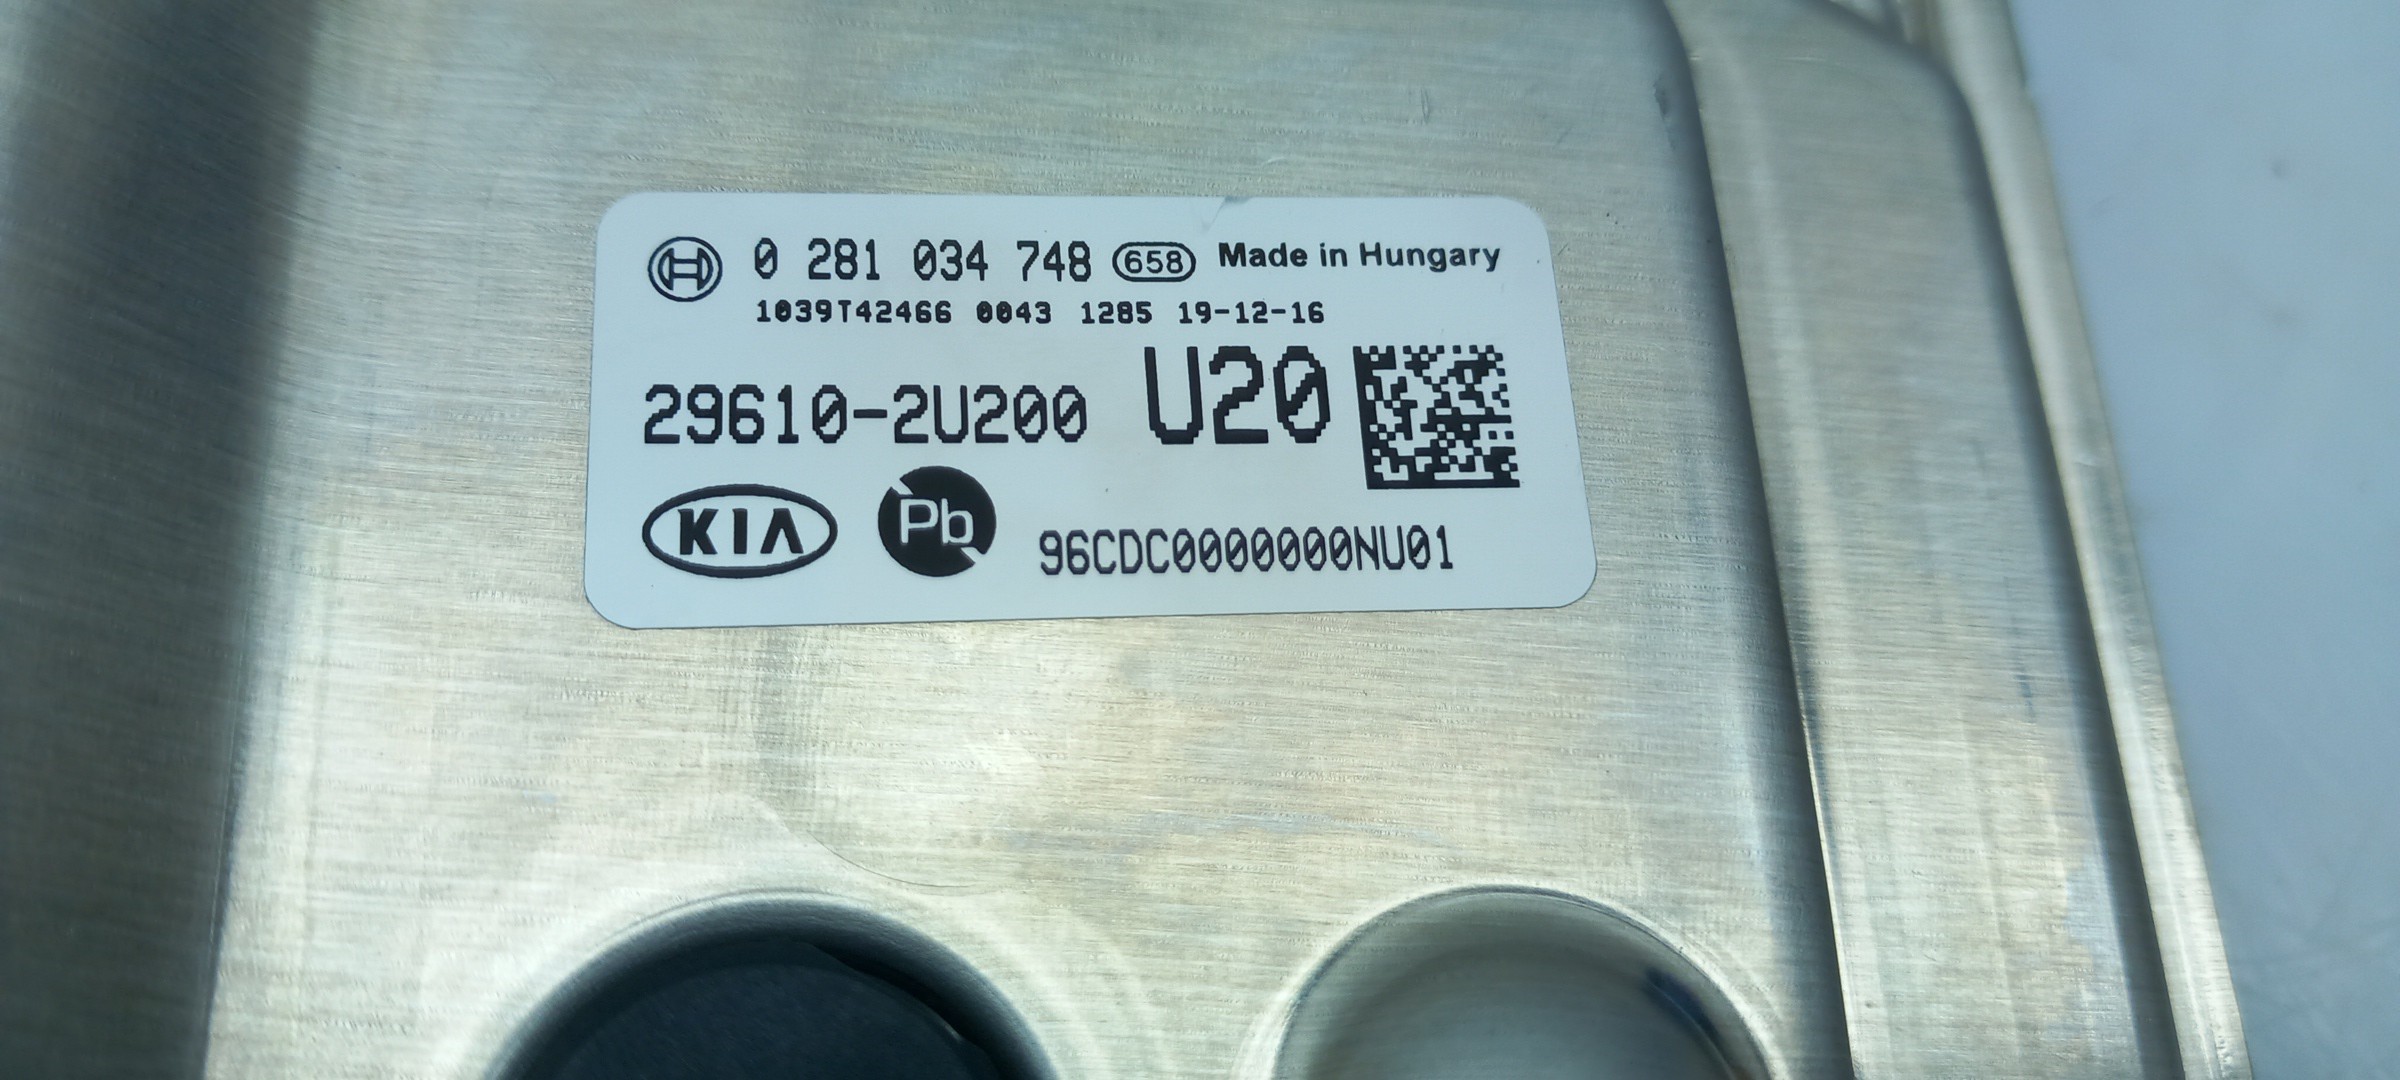 0 281 034 748 658 Made in Hungary
1039T42466 0043 1285 19-12-16
29610-2U200 U20
KIA Pb 96CDC0000000NU01